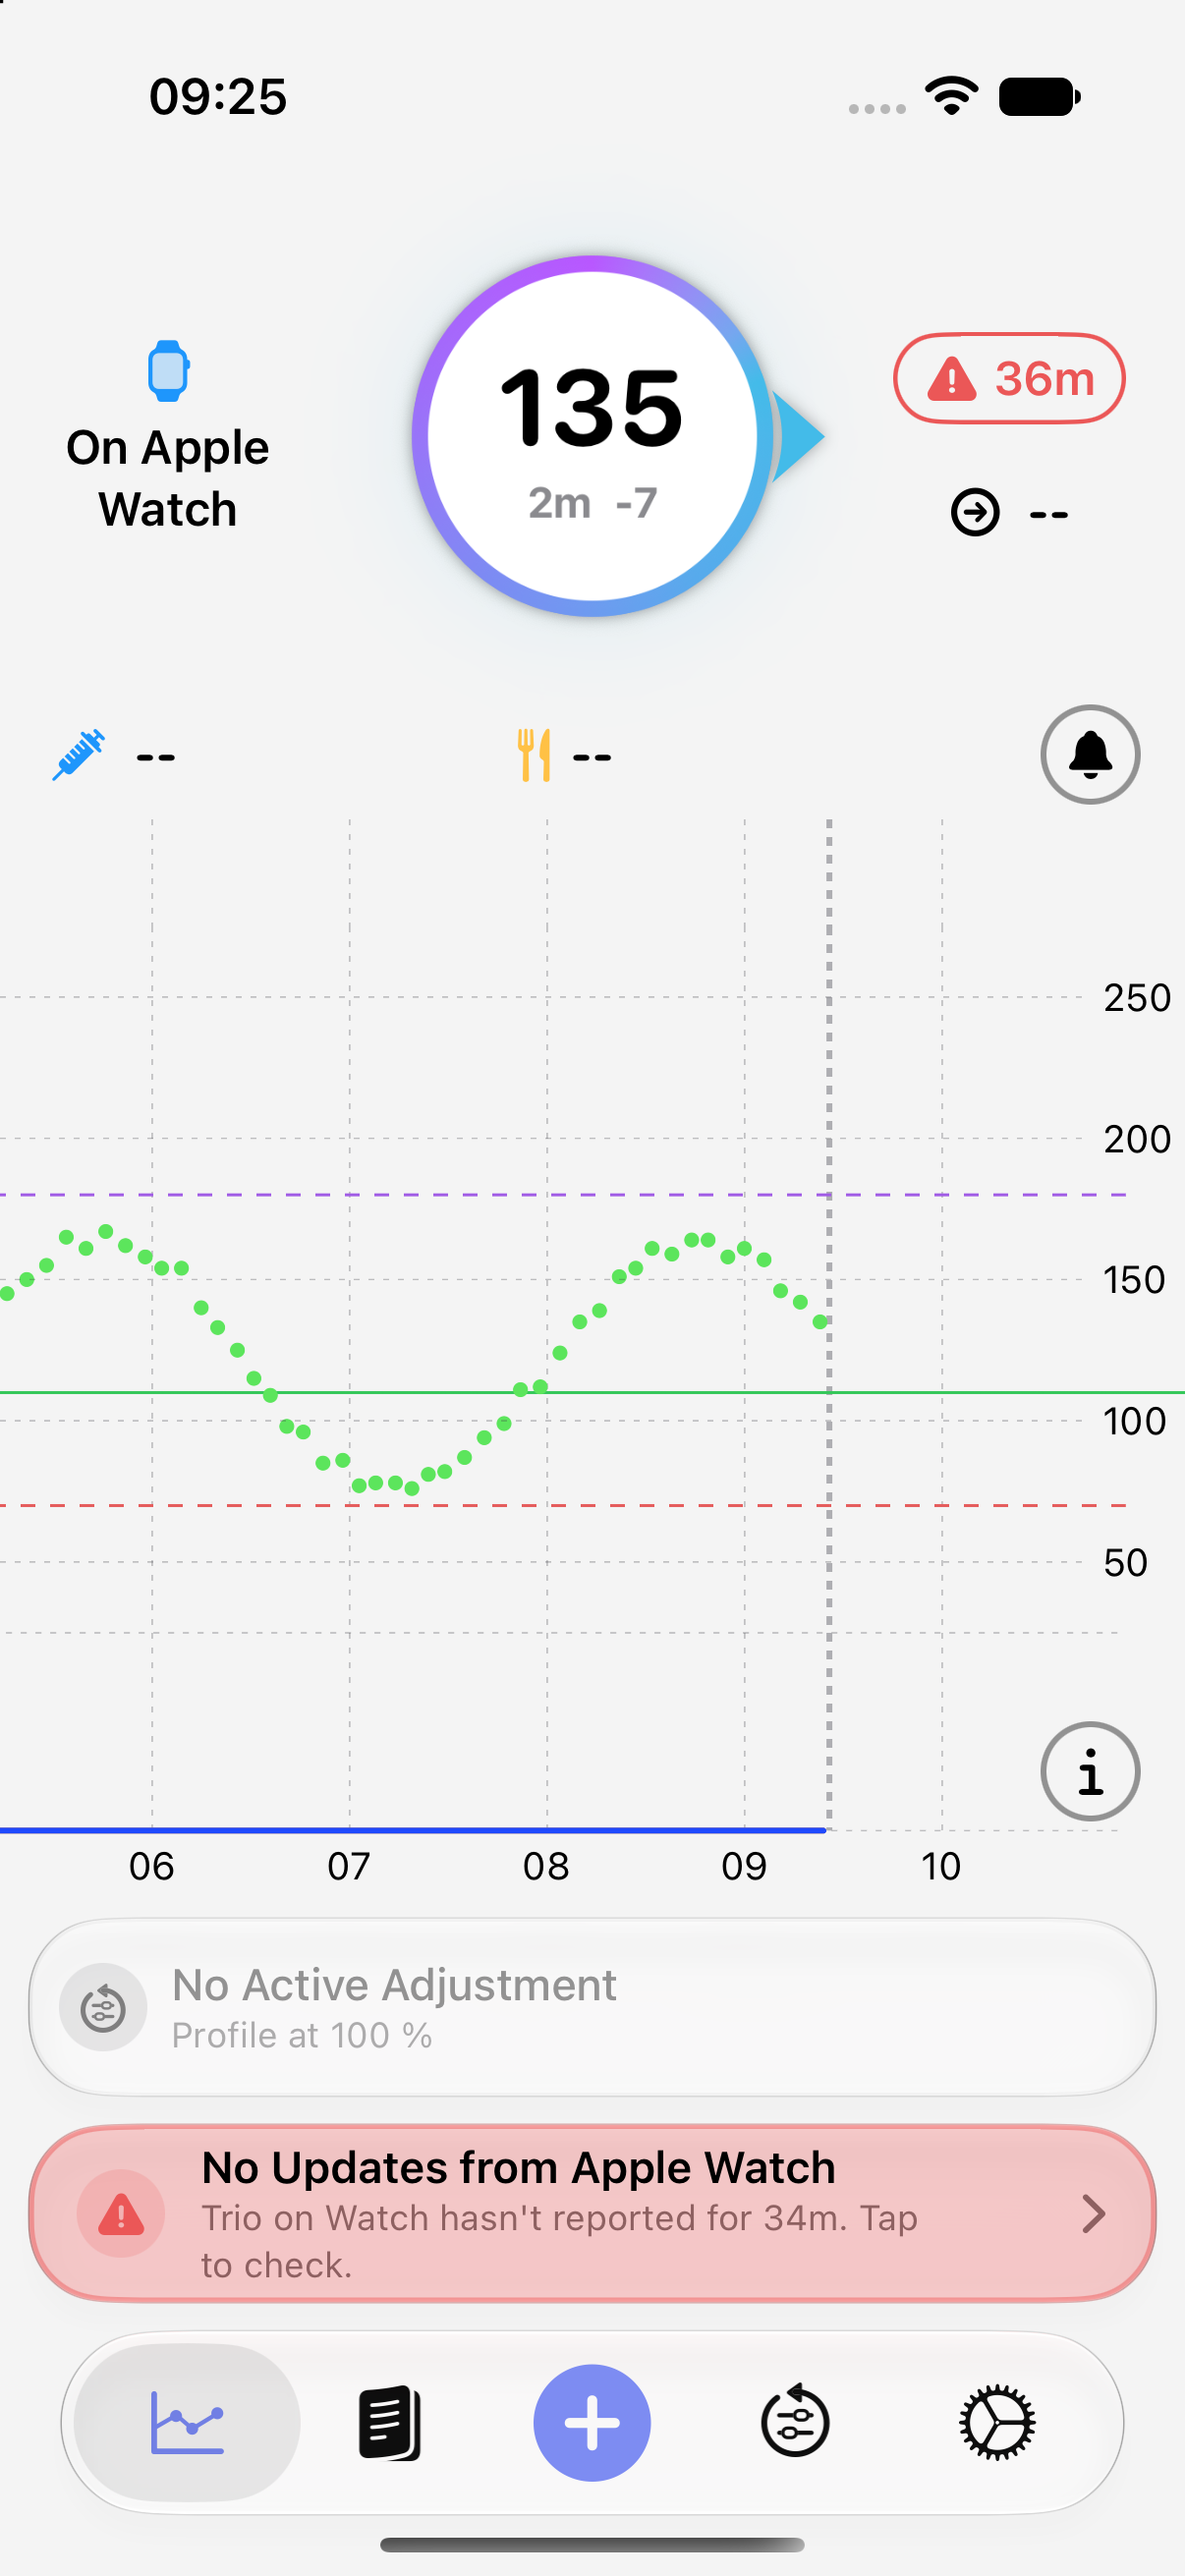 09:25
On Apple
Watch
135
2m -7
36m
--
--
--
250
200
150
100
50
06 07 08 09 10
No Active Adjustment
Profile at 100 %
No Updates from Apple Watch
Trio on Watch hasn't reported for 34m. Tap
to check.